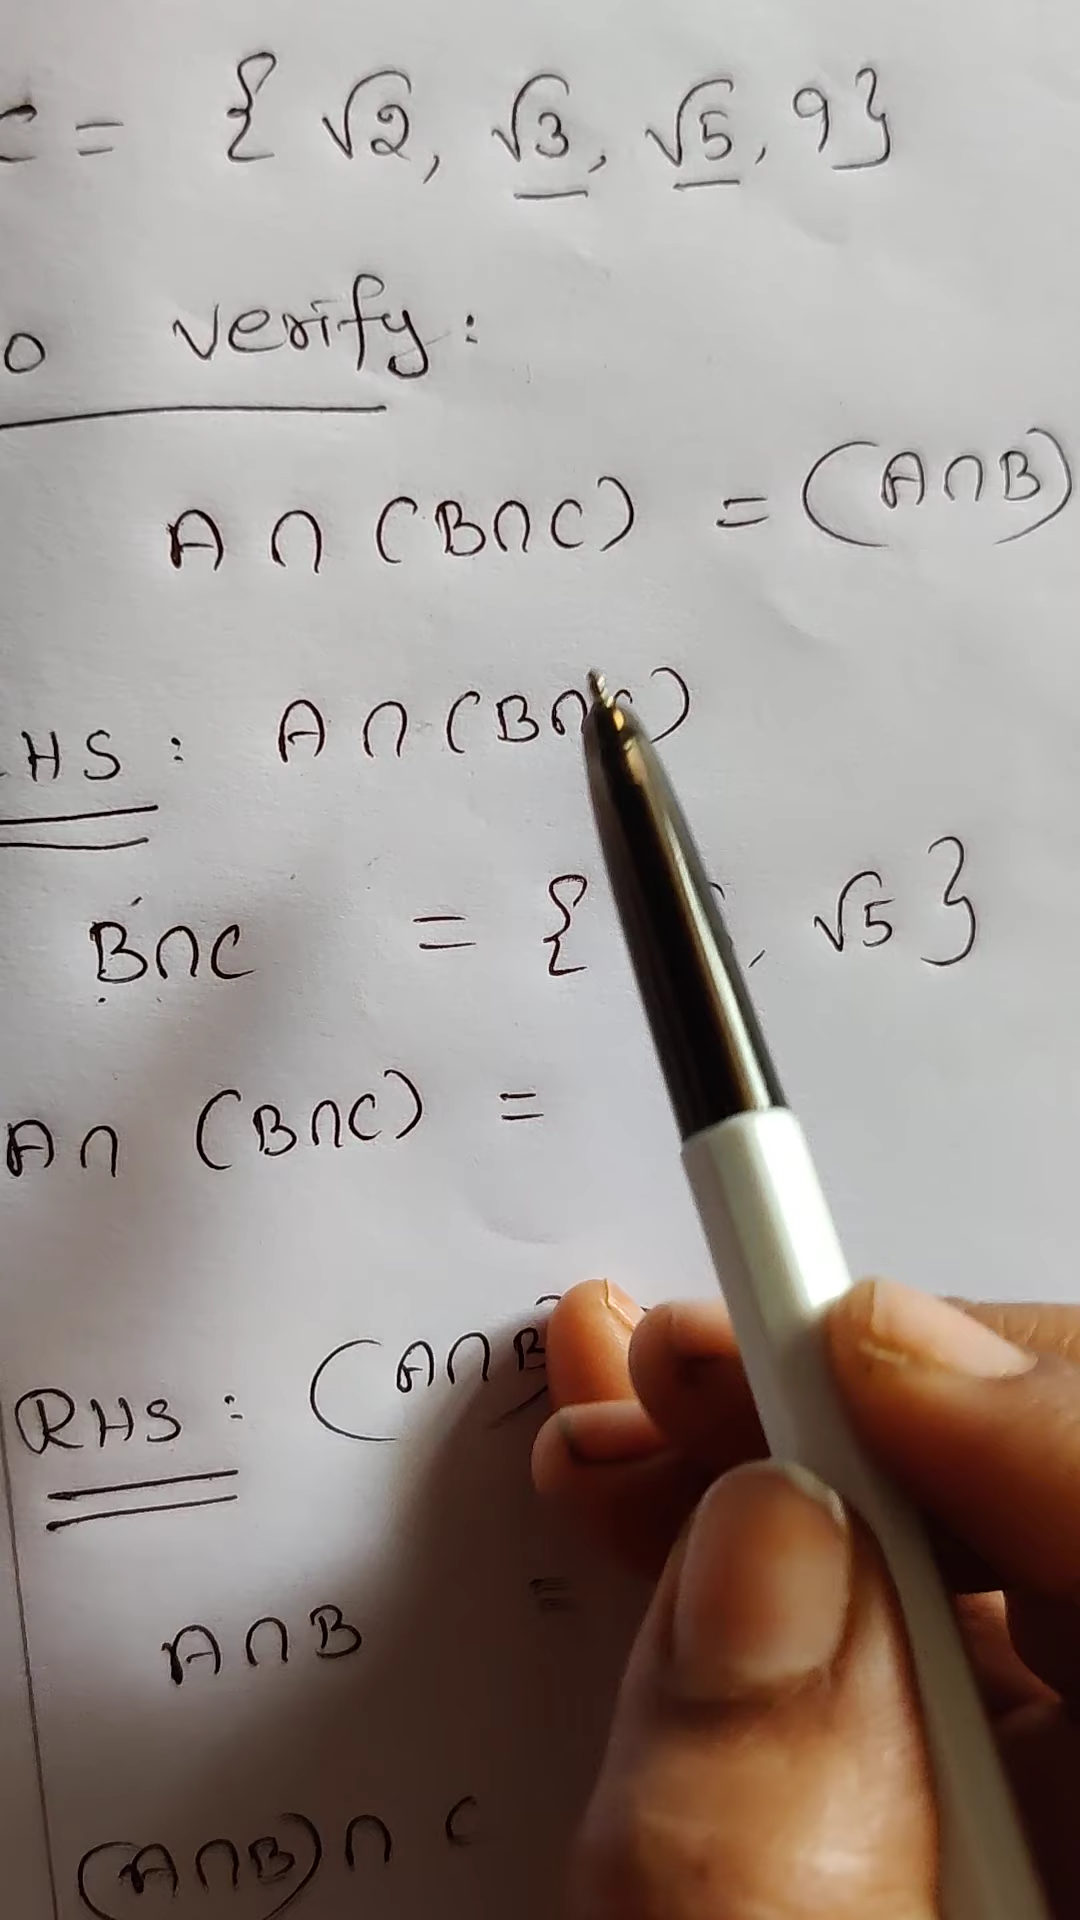 C = { √2, √3, √5, 9}
o verify:
A ∩ (B∩C) = (A∩B)
HS : A ∩ (B∩C)
B∩C = { , √5 }
A∩ (B∩C) =
RHS : (A∩B
A∩B =
(A∩B)∩ C